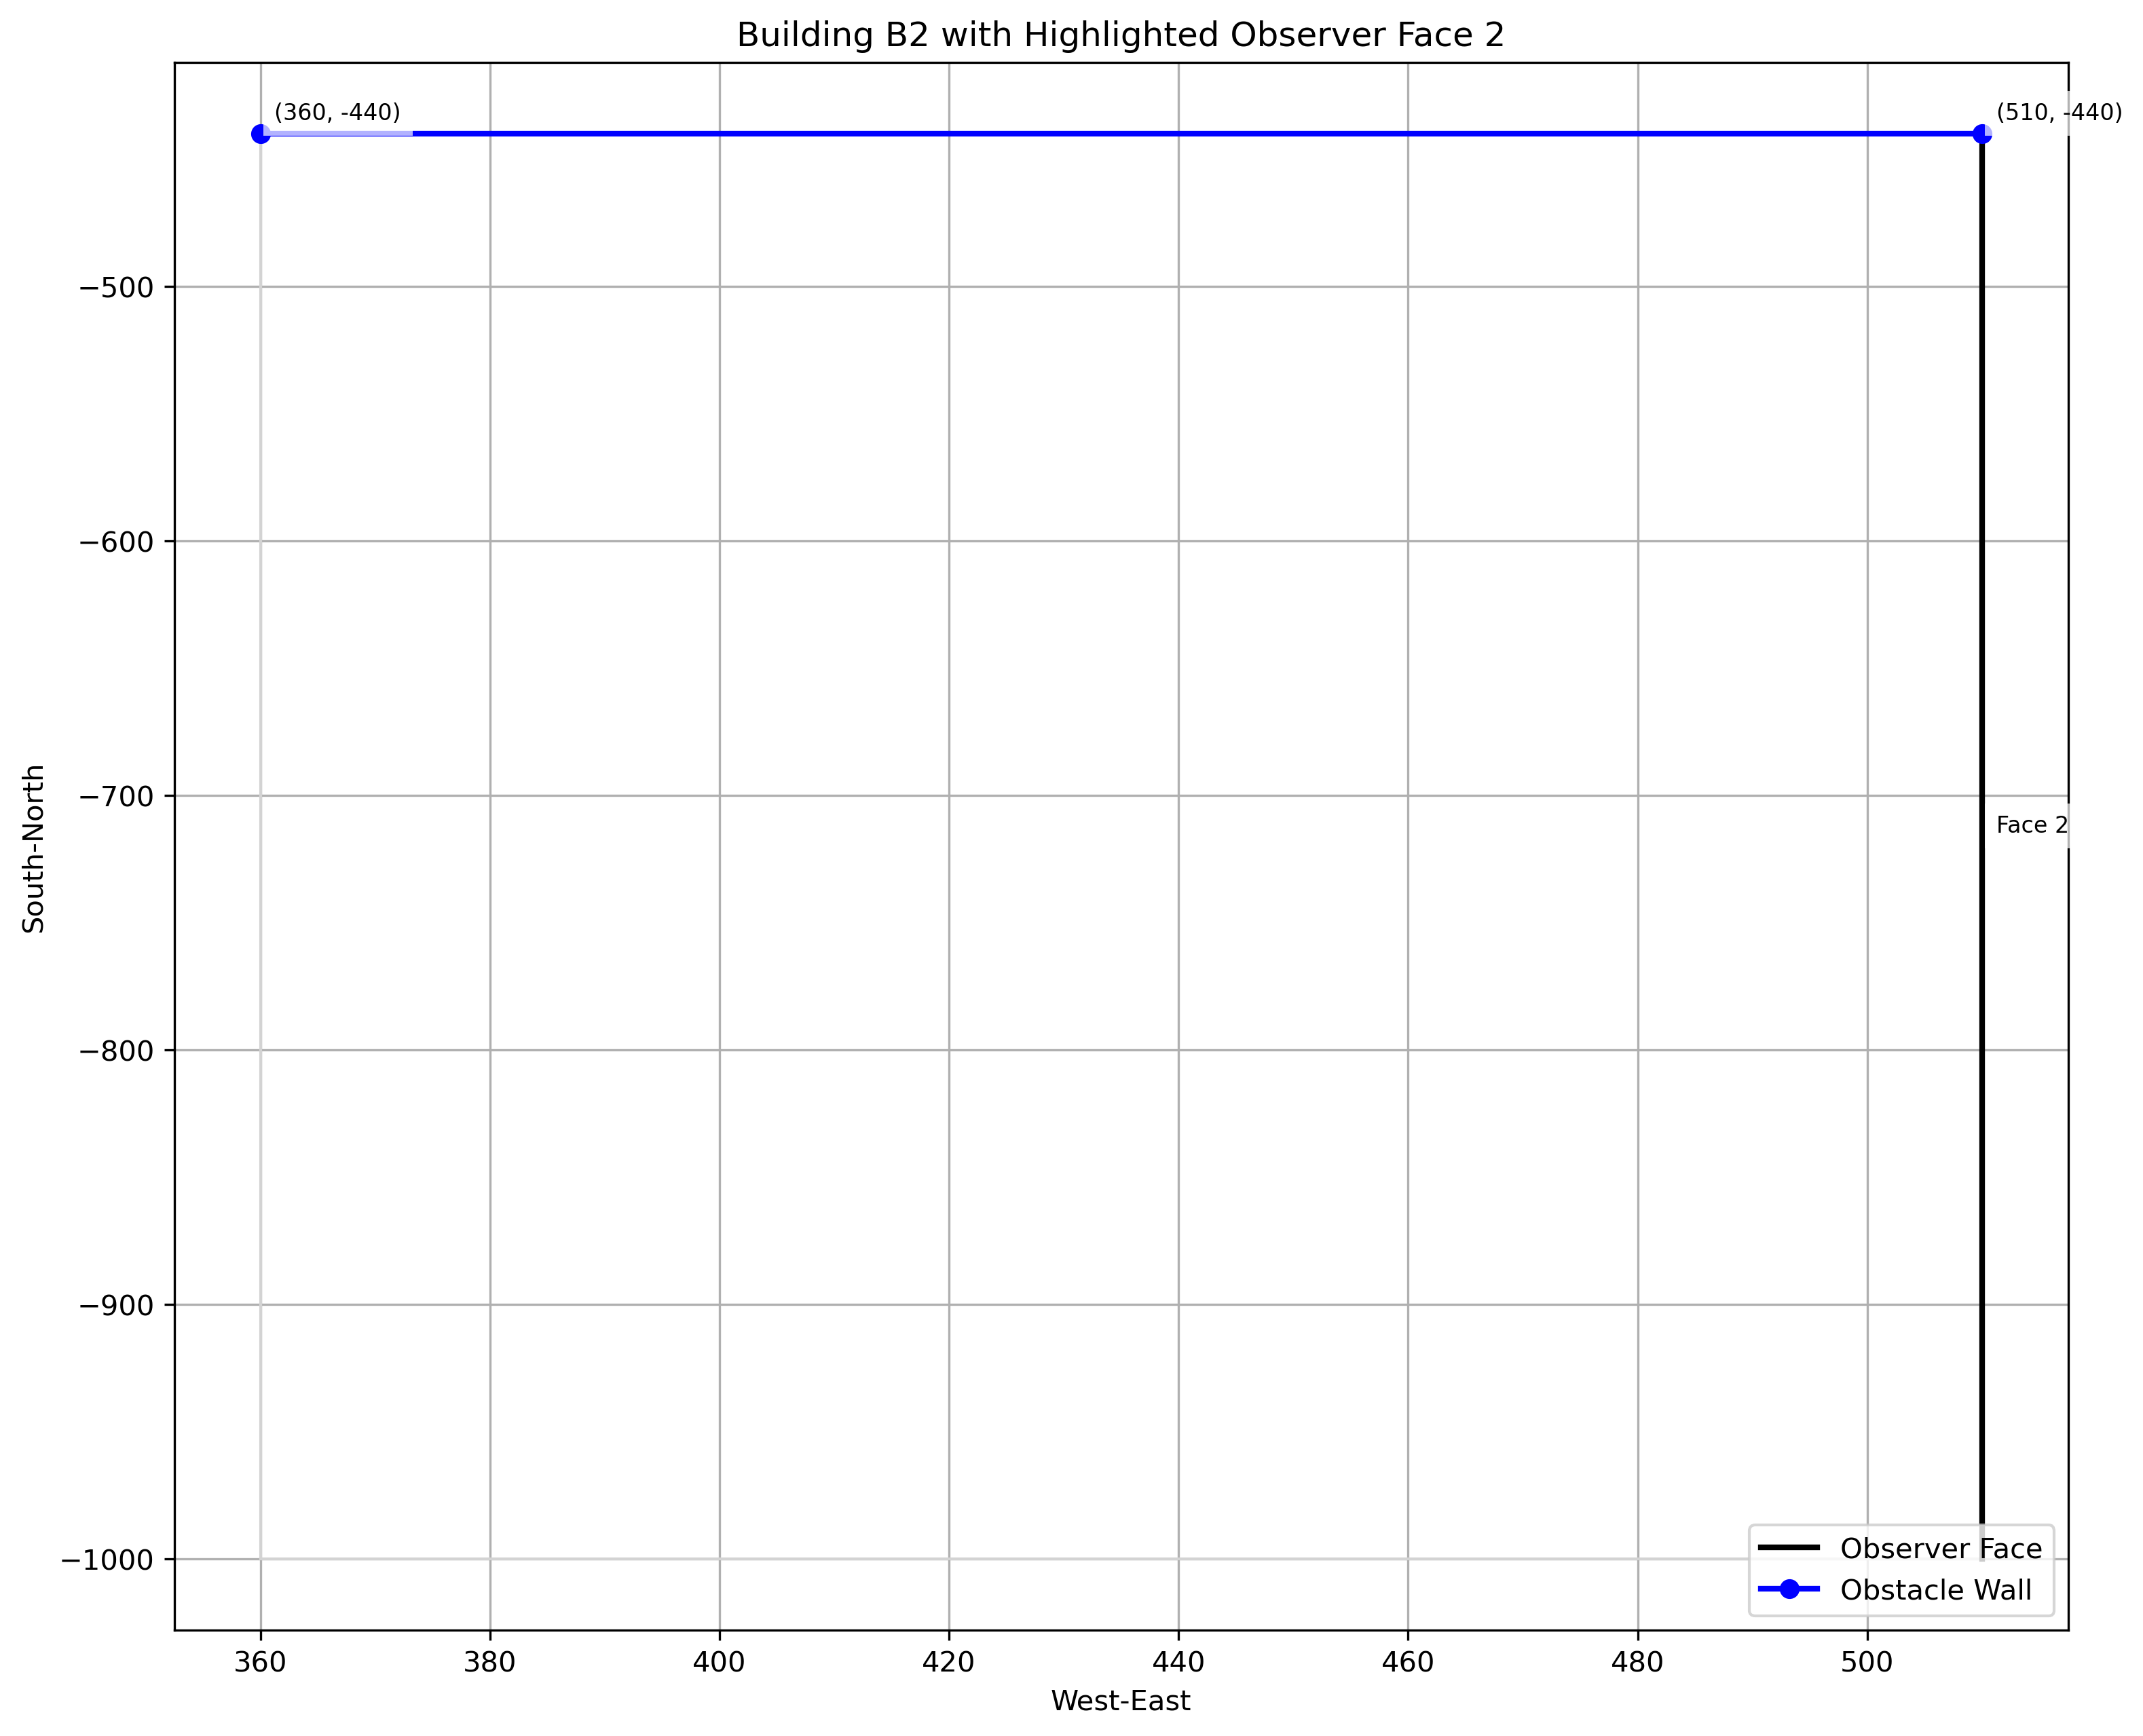 Building B2 with Highlighted Observer Face 2
(360, -440)
(510, -440)
−500
−600
−700
Face 2
South-North
−800
−900
−1000
Observer Face
Obstacle Wall
360 380 400 420 440 460 480 500
West-East